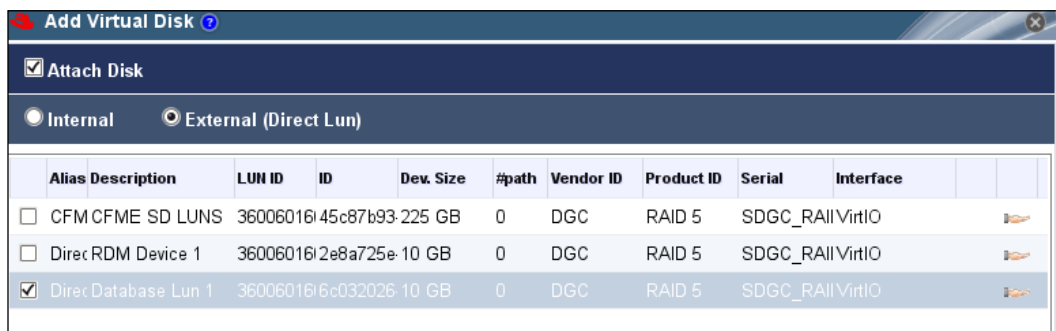 Add Virtual Disk ?
Attach Disk
Internal External (Direct Lun)
Alias Description LUN ID ID Dev. Size #path Vendor ID Product ID Serial Interface
CFM CFME SD LUNS 36006016 45c87b93- 225 GB 0 DGC RAID 5 SDGC_RAI VirtIO
Direc RDM Device 1 36006016 2e8a725e- 10 GB 0 DGC RAID 5 SDGC_RAI VirtIO
Direc Database Lun 1 36006016 6c032026- 10 GB 0 DGC RAID 5 SDGC_RAI VirtIO